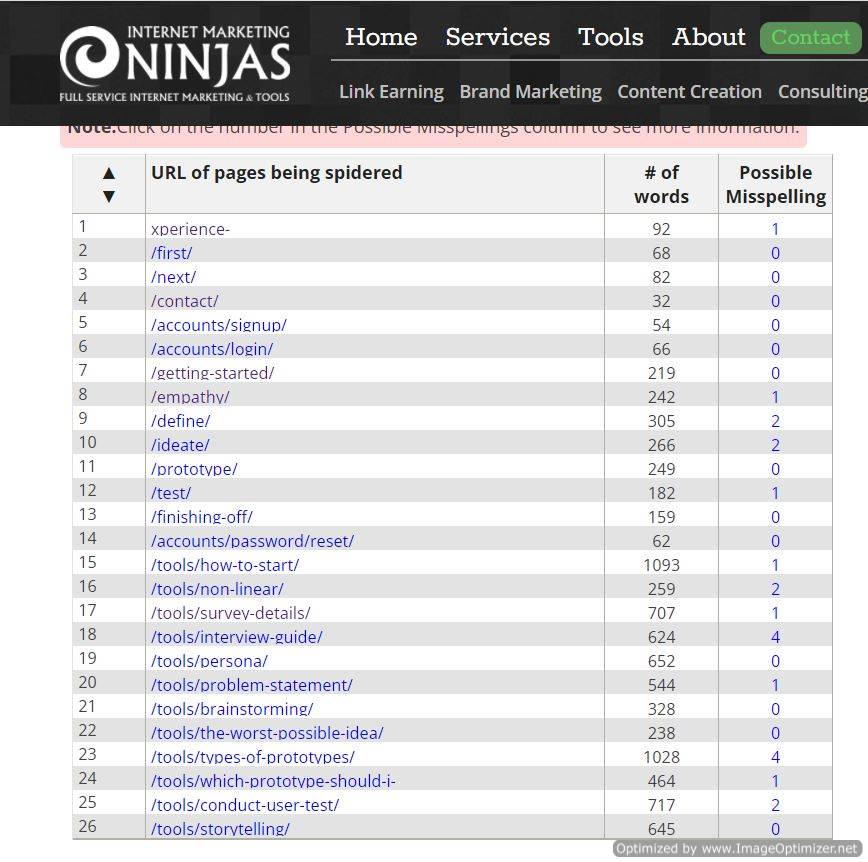 INTERNET MARKETING
NINJAS
FULL SERVICE INTERNET MARKETING & TOOLS
Home Services Tools About Contact
Link Earning Brand Marketing Content Creation Consulting
Note:Click on the number in the Possible Misspellings column to see more information.
▲ ▼ URL of pages being spidered # of words Possible Misspelling
1 xperience- 92 1
2 /first/ 68 0
3 /next/ 82 0
4 /contact/ 32 0
5 /accounts/signup/ 54 0
6 /accounts/login/ 66 0
7 /getting-started/ 219 0
8 /empathy/ 242 1
9 /define/ 305 2
10 /ideate/ 266 2
11 /prototype/ 249 0
12 /test/ 182 1
13 /finishing-off/ 159 0
14 /accounts/password/reset/ 62 0
15 /tools/how-to-start/ 1093 1
16 /tools/non-linear/ 259 2
17 /tools/survey-details/ 707 1
18 /tools/interview-guide/ 624 4
19 /tools/persona/ 652 0
20 /tools/problem-statement/ 544 1
21 /tools/brainstorming/ 328 0
22 /tools/the-worst-possible-idea/ 238 0
23 /tools/types-of-prototypes/ 1028 4
24 /tools/which-prototype-should-i- 464 1
25 /tools/conduct-user-test/ 717 2
26 /tools/storytelling/ 645 0
Optimized by www.ImageOptimizer.net